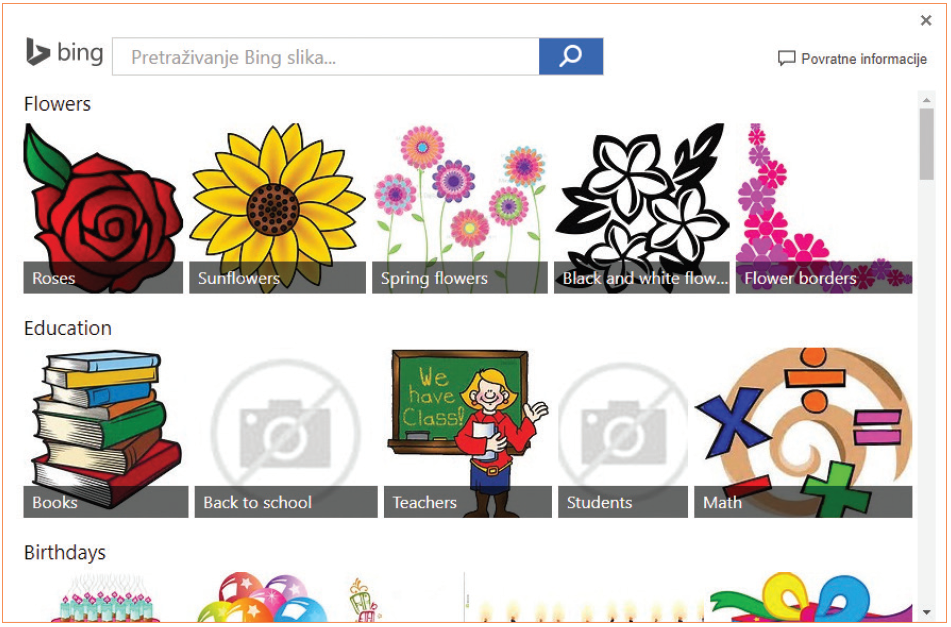 bing
Pretraživanje Bing slika...
Povratne informacije
Flowers
Roses
Sunflowers
Spring flowers
Black and white flow...
Flower borders
Education
We
have
Class!
Books
Back to school
Teachers
Students
Math
Birthdays